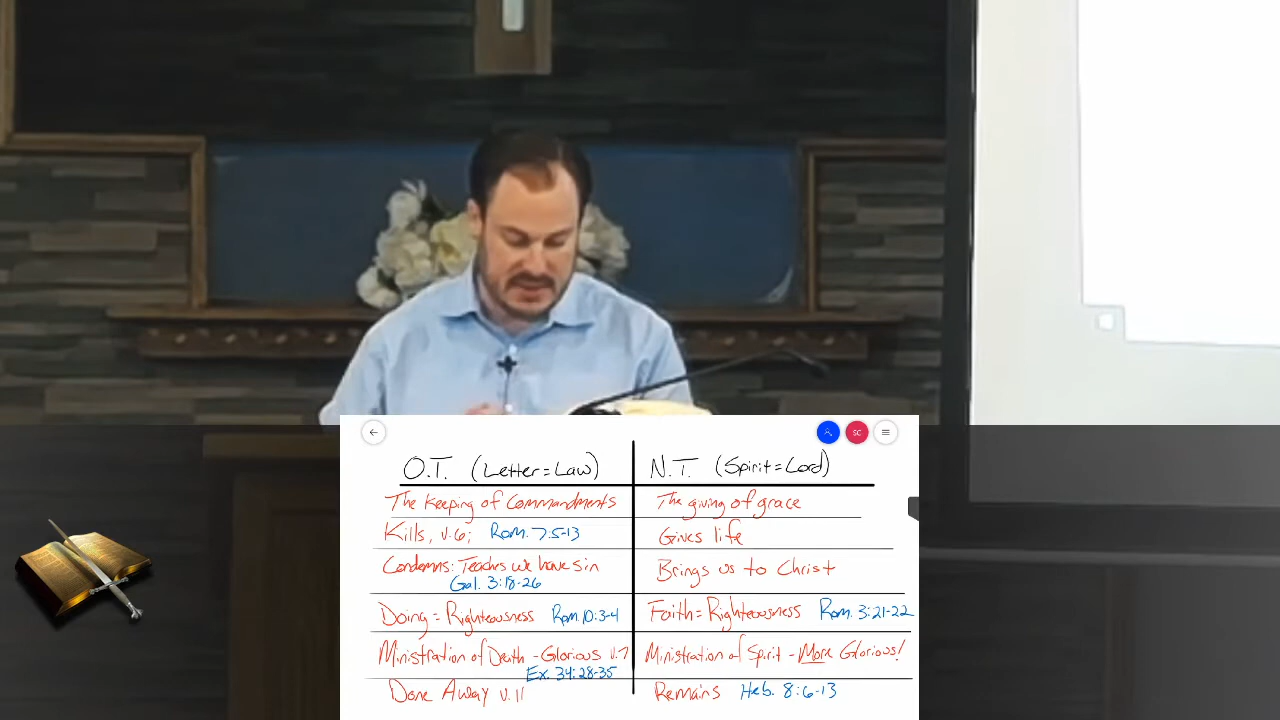 SC
O.T. (Letter=Law) N.T. (Spirit=Lord)
The Keeping of Commandments The giving of grace
Kills, v.6; Rom. 7:5-13 Gives life
Condemns: Teaches we have sin Brings us to Christ
Gal. 3:18-26
Doing = Righteousness Rom 10:3-4 Faith = Righteousness Rom. 3:21-22
Ministration of Death - Glorious v.7 Ministration of Spirit - More Glorious!
Ex. 34:28-35
Done Away v.11 Remains Heb. 8:6-13